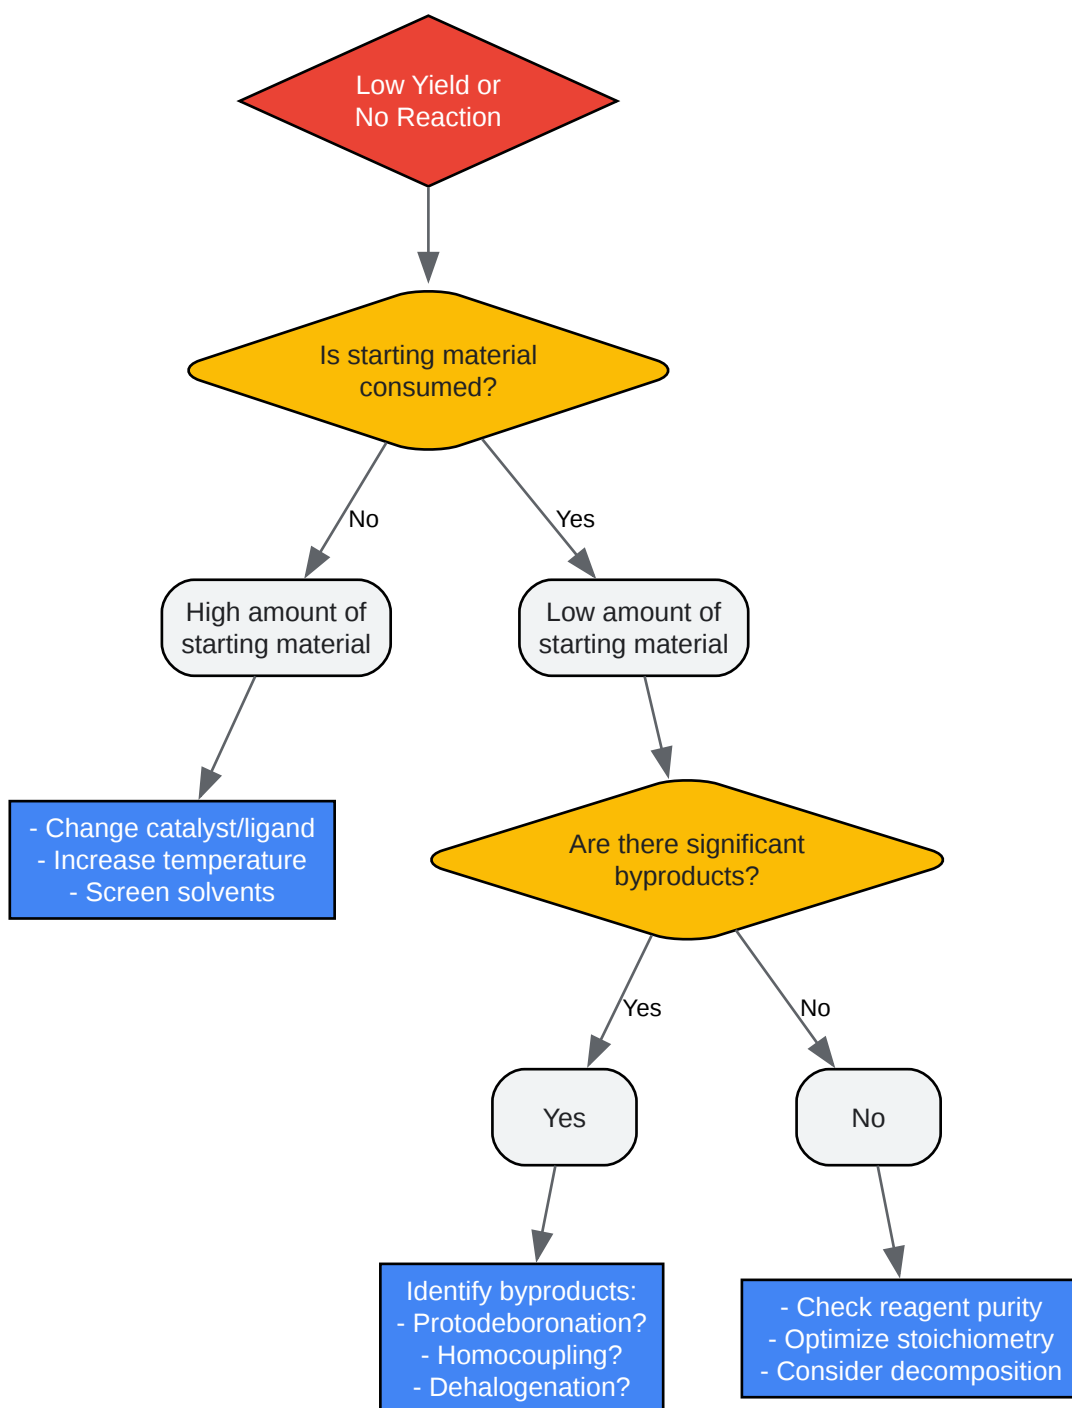 Low Yield or
No Reaction
Is starting material
consumed?
No
Yes
High amount of
starting material
Low amount of
starting material
- Change catalyst/ligand
- Increase temperature
- Screen solvents
Are there significant
byproducts?
Yes
No
Yes
No
Identify byproducts:
- Protodeboronation?
- Homocoupling?
- Dehalogenation?
- Check reagent purity
- Optimize stoichiometry
- Consider decomposition